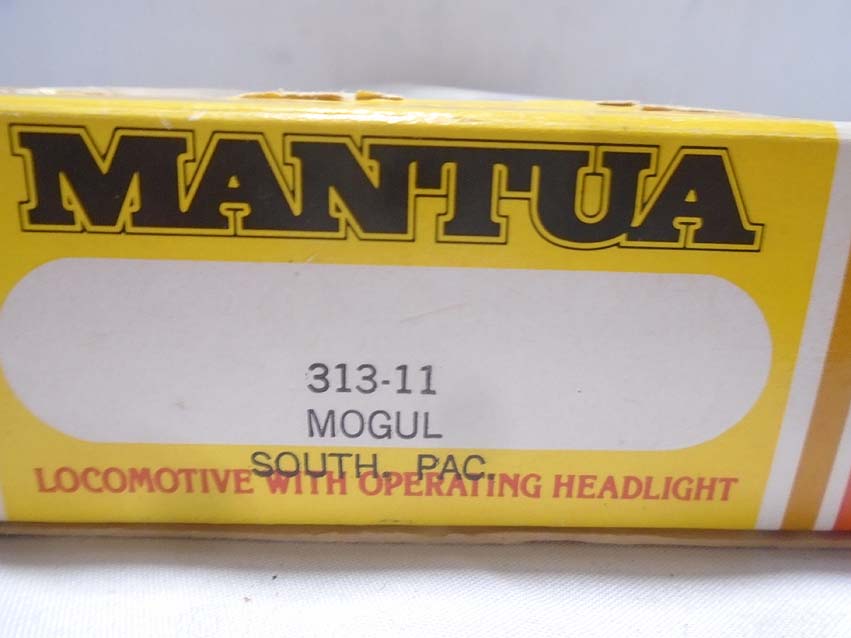 MANTUA
313-11
MOGUL
SOUTH. PAC.
LOCOMOTIVE WITH OPERATING HEADLIGHT